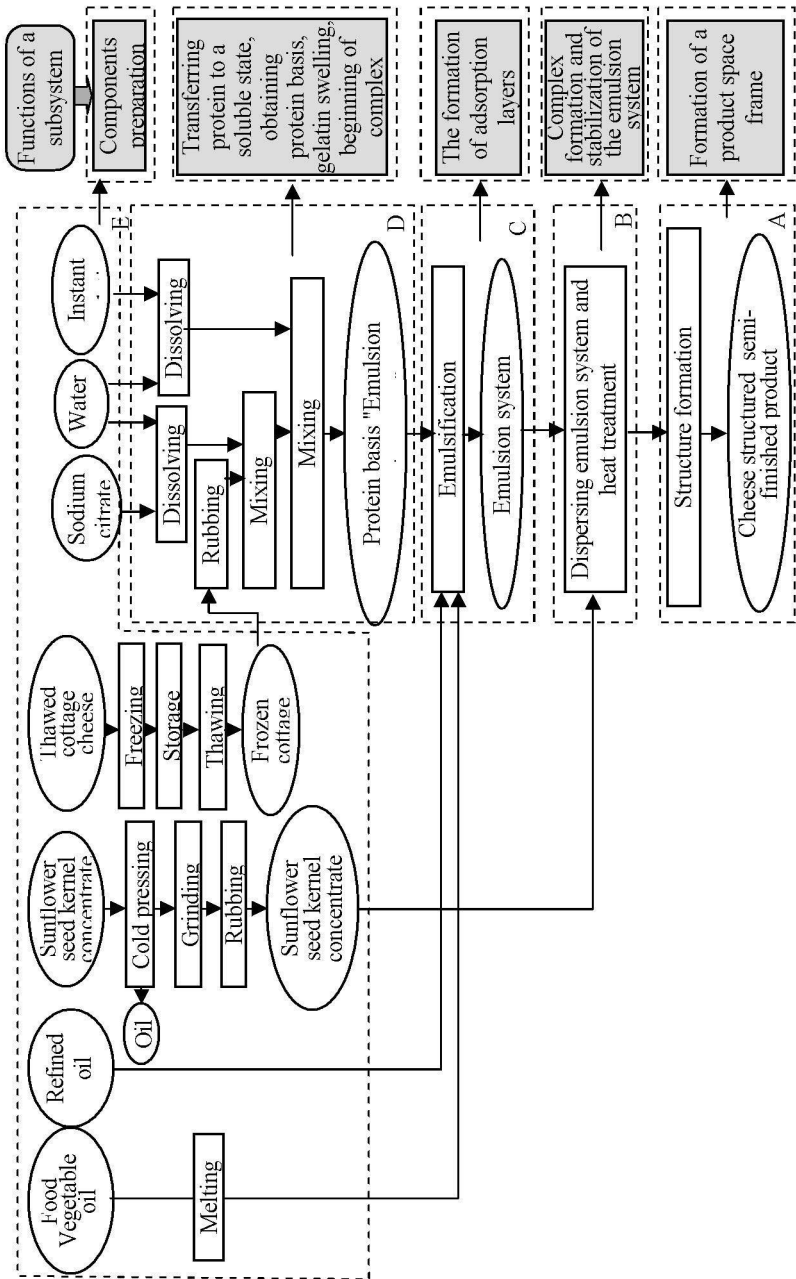 Functions of a
subsystem
Components
preparation
Transferring
protein to a
soluble state,
obtaining
protein basis,
gelatin swelling,
beginning of
complex
The formation
of adsorption
layers
Complex
formation and
stabilization of
the emulsion
system
Formation of a
product space
frame
Food
Vegetable
oil
Refined
oil
Sunflower
seed kernel
concentrate
Thawed
cottage
cheese
Sodium
citrate
Water
Instant
E
Melting
Oil
Cold pressing
Grinding
Rubbing
Sunflower
seed kernel
concentrate
Freezing
Storage
Thawing
Frozen
cottage
Dissolving
Dissolving
Rubbing
Mixing
Mixing
Protein basis "Emulsion
D
Emulsification
Emulsion system
C
Dispersing emulsion system and
heat treatment
B
Structure formation
Cheese structured semi-
finished product
A